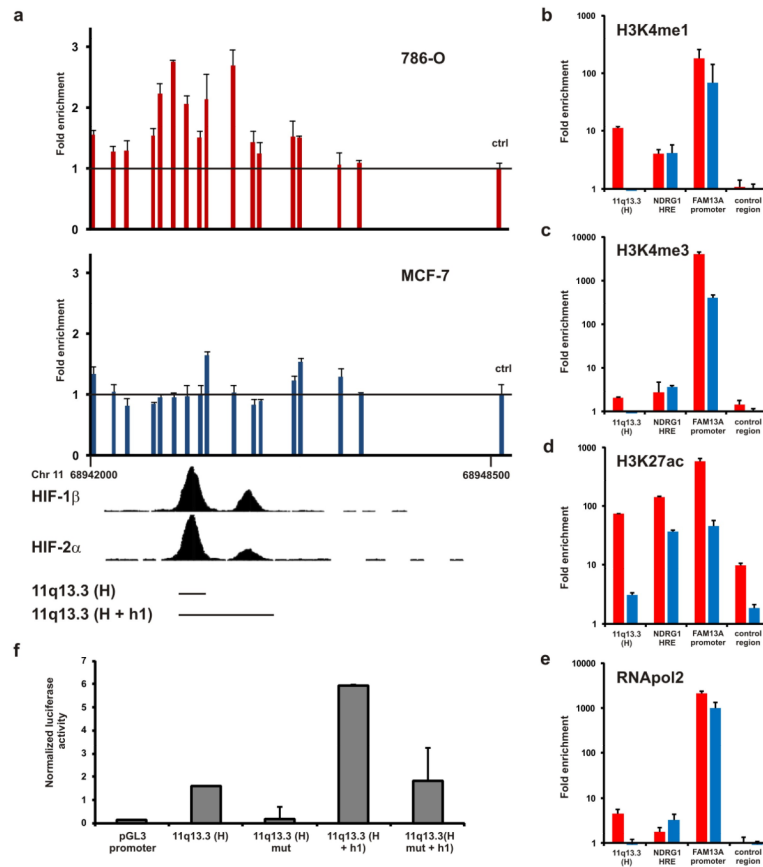 a
786-O
Fold enrichment
3
2
1
0
ctrl
MCF-7
Fold enrichment
3
2
1
0
ctrl
Chr 11
68942000
68948500
HIF-1β
HIF-2α
11q13.3 (H)
11q13.3 (H + h1)
b
H3K4me1
Fold enrichment
1000
100
10
1
11q13.3 (H)
NDRG1 HRE
FAM13A promoter
control region
c
H3K4me3
Fold enrichment
10000
1000
100
10
1
11q13.3 (H)
NDRG1 HRE
FAM13A promoter
control region
d
H3K27ac
Fold enrichment
1000
100
10
1
11q13.3 (H)
NDRG1 HRE
FAM13A promoter
control region
e
RNApol2
Fold enrichment
10000
1000
100
10
1
11q13.3 (H)
NDRG1 HRE
FAM13A promoter
control region
f
Normalized luciferase activity
7
6
5
4
3
2
1
0
pGL3 promoter
11q13.3 (H)
11q13.3 (H) mut
11q13.3 (H + h1)
11q13.3(H mut + h1)